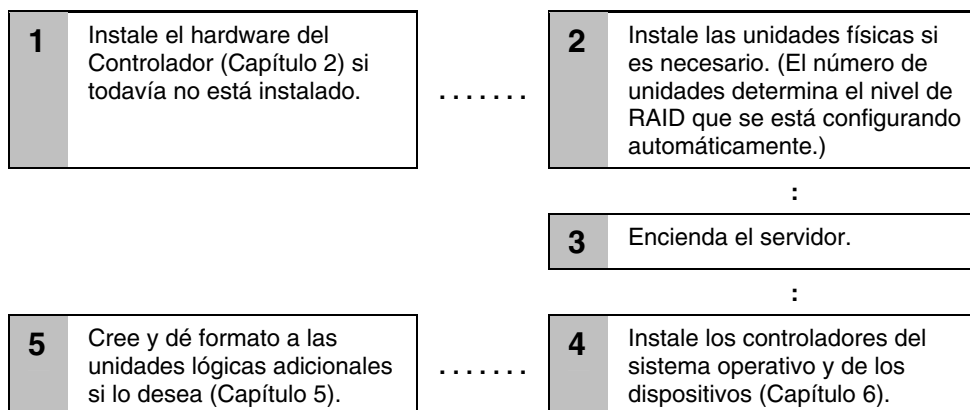 1
Instale el hardware del
Controlador (Capítulo 2) si
todavía no está instalado.
.......
2
Instale las unidades físicas si
es necesario. (El número de
unidades determina el nivel de
RAID que se está configurando
automáticamente.)
:
3
Encienda el servidor.
:
4
Instale los controladores del
sistema operativo y de los
dispositivos (Capítulo 6).
.......
5
Cree y dé formato a las
unidades lógicas adicionales
si lo desea (Capítulo 5).